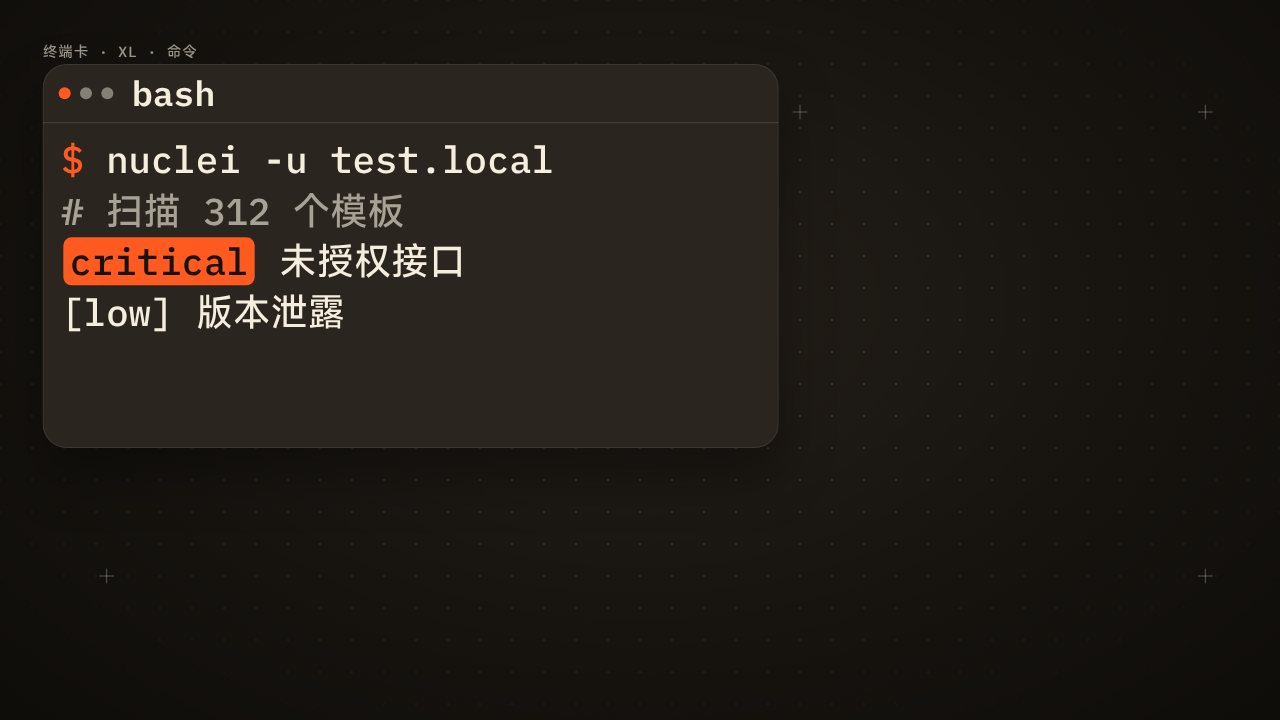 终端卡 · XL · 命令
bash
$ nuclei -u test.local
# 扫描 312 个模板
critical 未授权接口
[low] 版本泄露